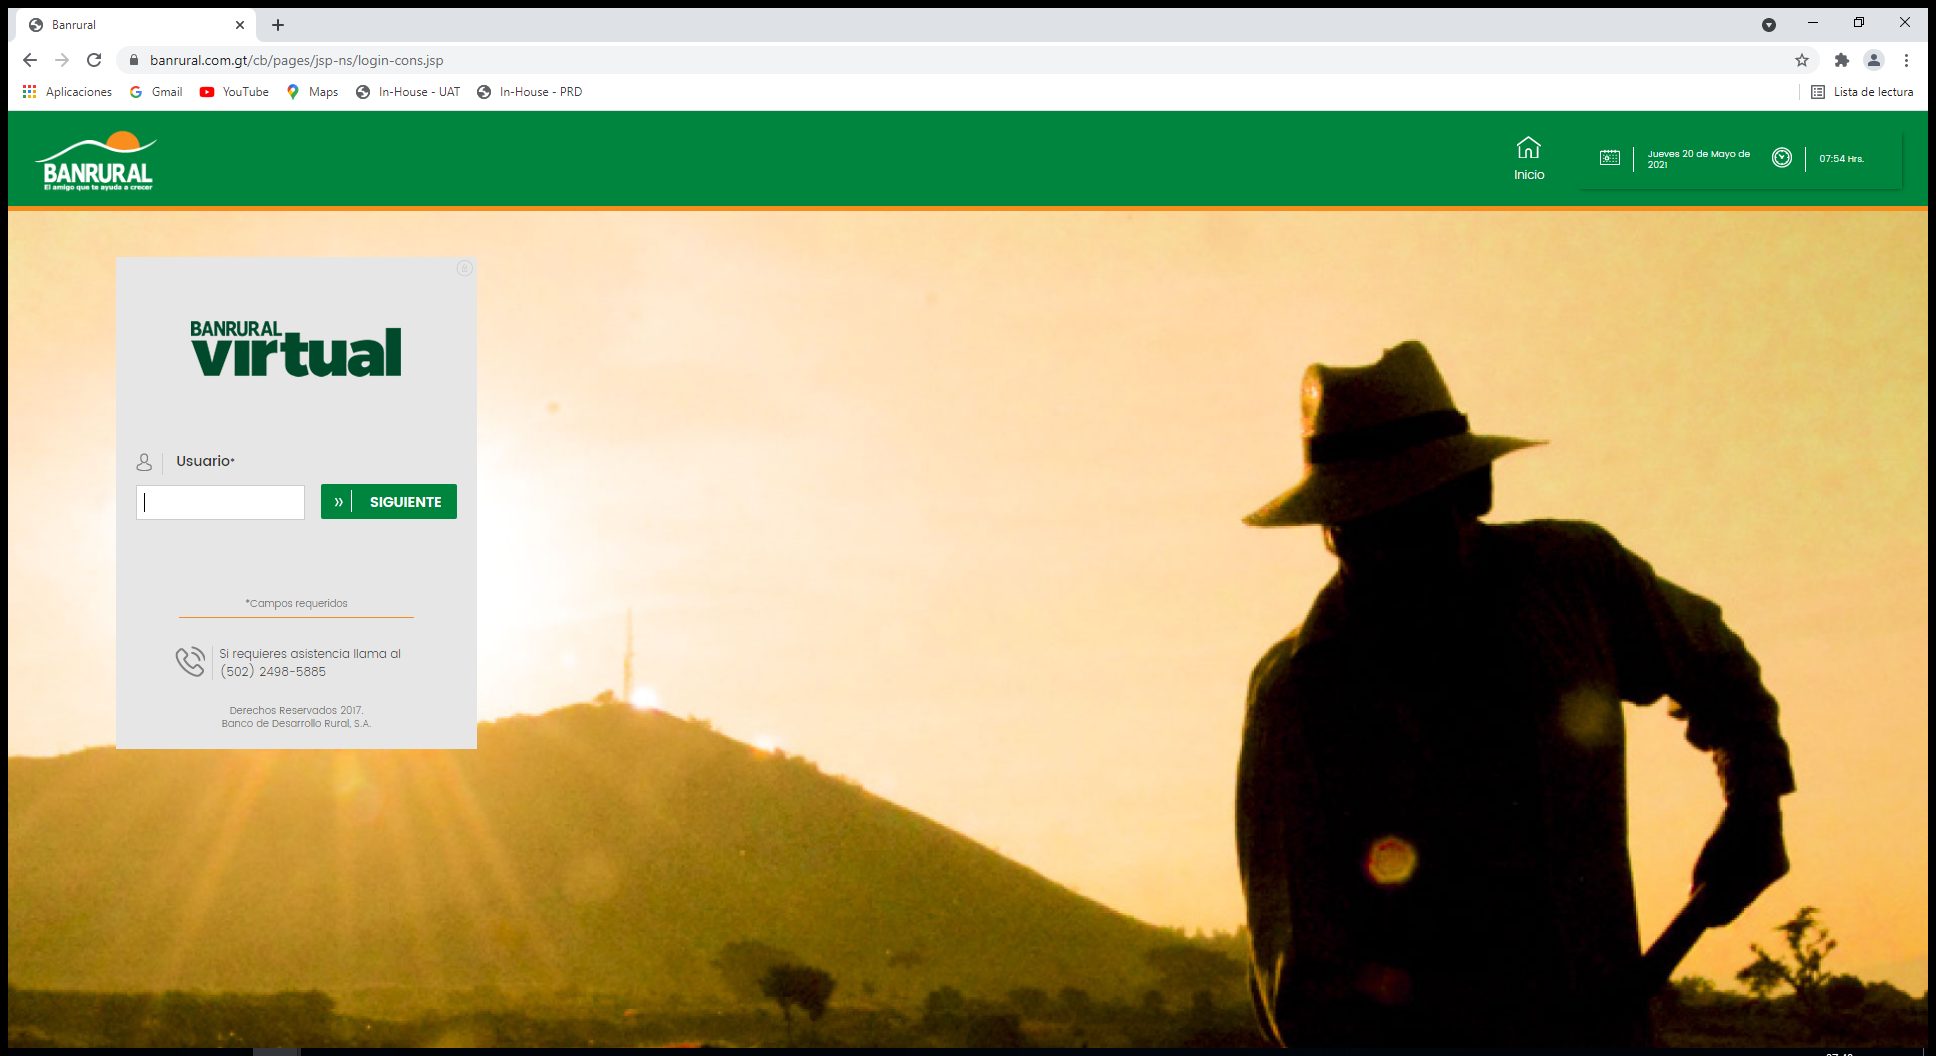 Banrural
banrural.com.gt/cb/pages/jsp-ns/login-cons.jsp
Aplicaciones Gmail YouTube Maps In-House - UAT In-House - PRD Lista de lectura
BANRURAL
El amigo que te ayuda a crecer
Inicio
Jueves 20 de Mayo de
2021
07:54 Hrs.
BANRURAL
virtual
Usuario*
» SIGUIENTE
*Campos requeridos
Si requieres asistencia llama al
(502) 2498-5885
Derechos Reservados 2017.
Banco de Desarrollo Rural, S.A.